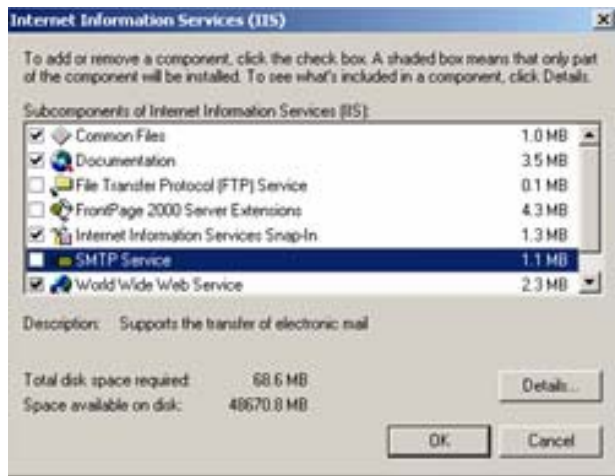 Internet Information Services (IIS)
To add or remove a component, click the check box. A shaded box means that only part
of the component will be installed. To see what's included in a component, click Details.
Subcomponents of Internet Information Services (IIS):
Common Files 1.0 MB
Documentation 3.5 MB
File Transfer Protocol (FTP) Service 0.1 MB
FrontPage 2000 Server Extensions 4.3 MB
Internet Information Services Snap-In 1.3 MB
SMTP Service 1.1 MB
World Wide Web Service 2.3 MB
Description: Supports the transfer of electronic mail
Total disk space required: 68.6 MB
Details...
Space available on disk: 48670.8 MB
OK
Cancel